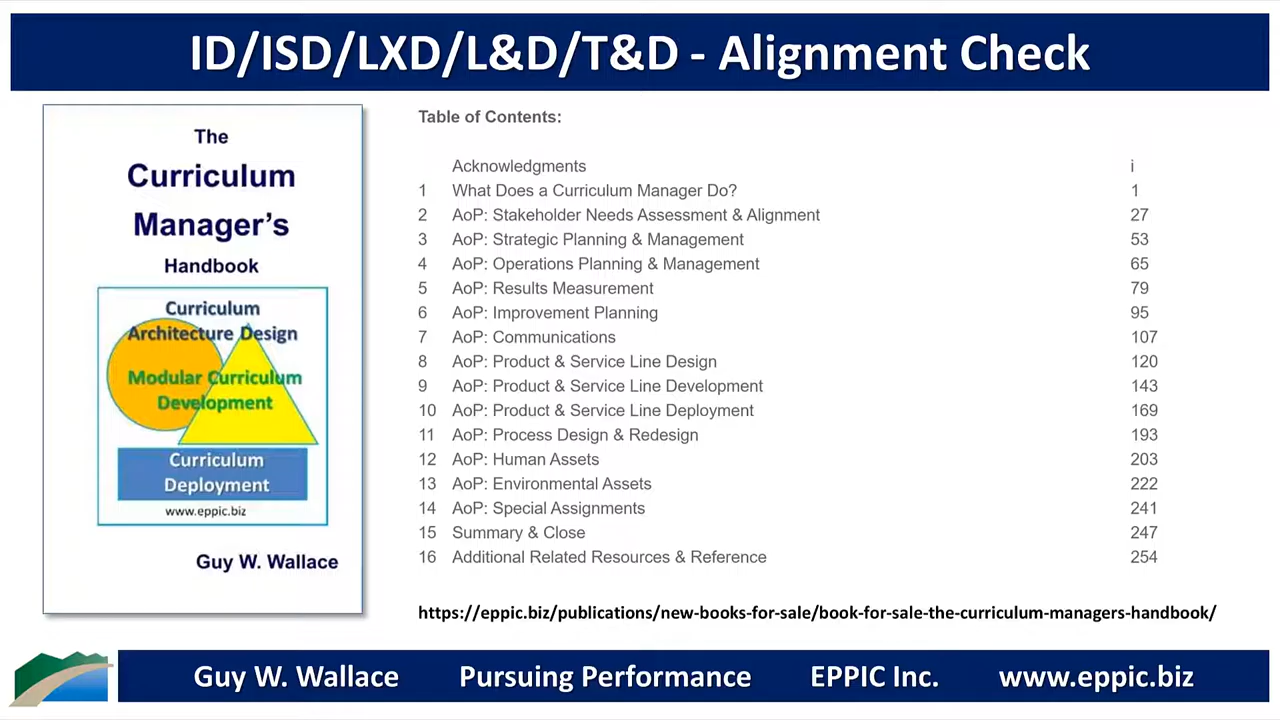 ID/ISD/LXD/L&D/T&D - Alignment Check
The
Curriculum
Manager's
Handbook
Curriculum
Architecture Design
Modular Curriculum
Development
Curriculum
Deployment
www.eppic.biz
Guy W. Wallace
Table of Contents:
Acknowledgments i
1 What Does a Curriculum Manager Do? 1
2 AoP: Stakeholder Needs Assessment & Alignment 27
3 AoP: Strategic Planning & Management 53
4 AoP: Operations Planning & Management 65
5 AoP: Results Measurement 79
6 AoP: Improvement Planning 95
7 AoP: Communications 107
8 AoP: Product & Service Line Design 120
9 AoP: Product & Service Line Development 143
10 AoP: Product & Service Line Deployment 169
11 AoP: Process Design & Redesign 193
12 AoP: Human Assets 203
13 AoP: Environmental Assets 222
14 AoP: Special Assignments 241
15 Summary & Close 247
16 Additional Related Resources & Reference 254
https://eppic.biz/publications/new-books-for-sale/book-for-sale-the-curriculum-managers-handbook/
Guy W. Wallace Pursuing Performance EPPIC Inc. www.eppic.biz